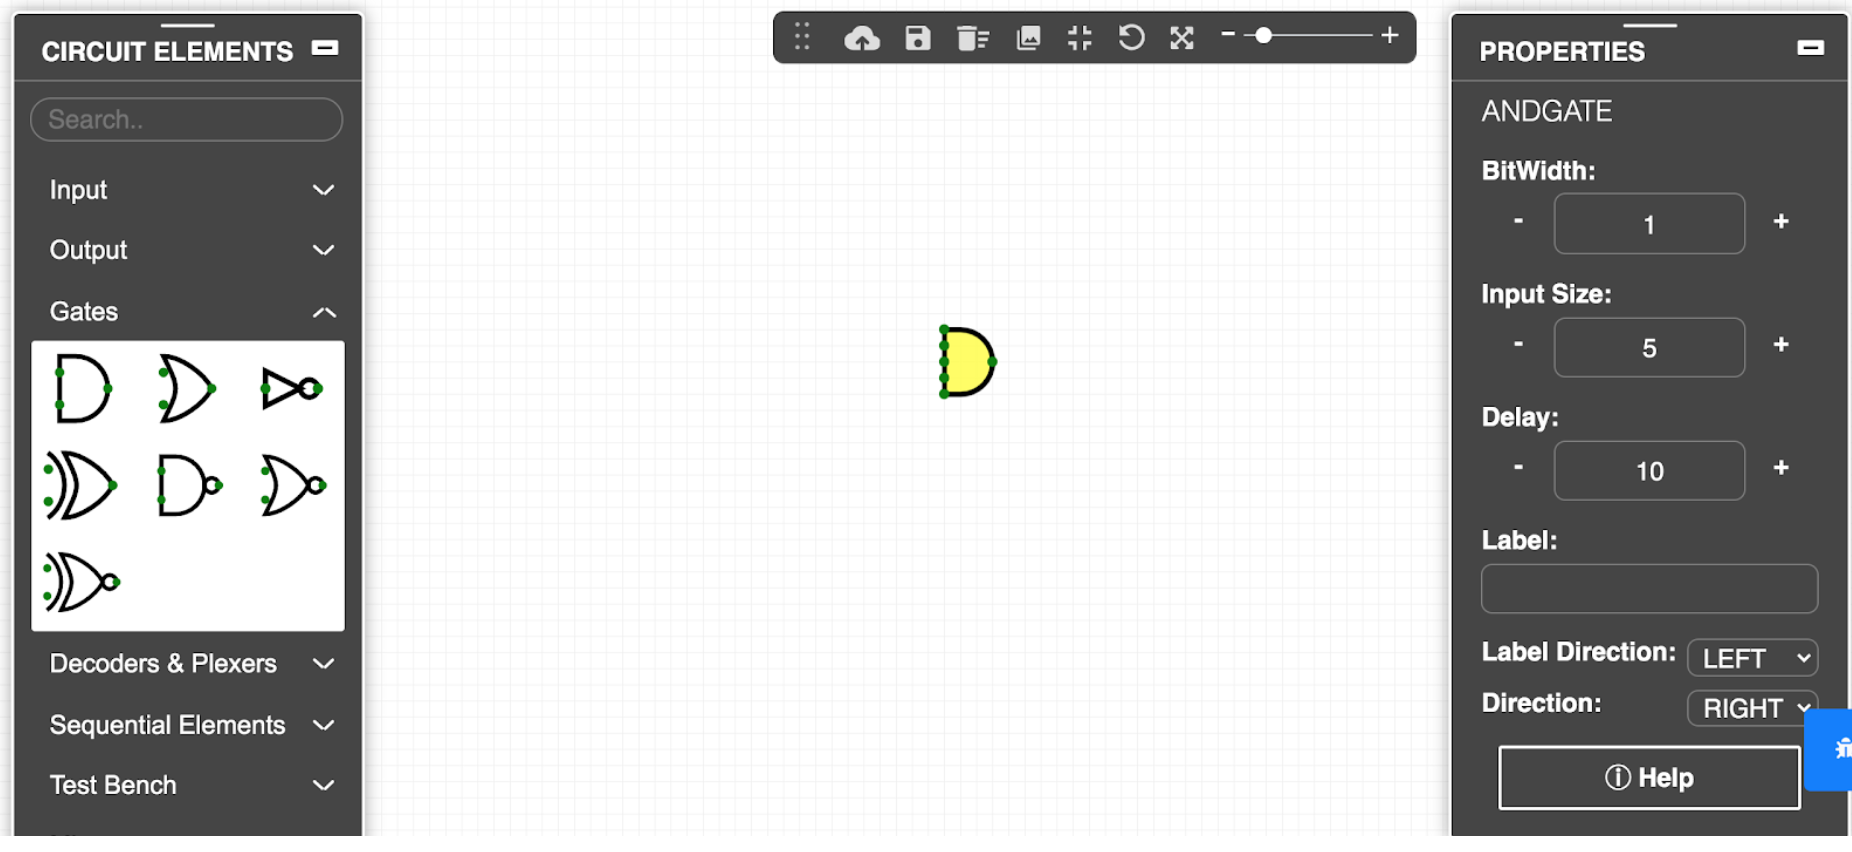 CIRCUIT ELEMENTS
Search..
Input
Output
Gates
Decoders & Plexers
Sequential Elements
Test Bench
PROPERTIES
ANDGATE
BitWidth:
- 1 +
Input Size:
- 5 +
Delay:
- 10 +
Label:
Label Direction: LEFT
Direction: RIGHT
Help